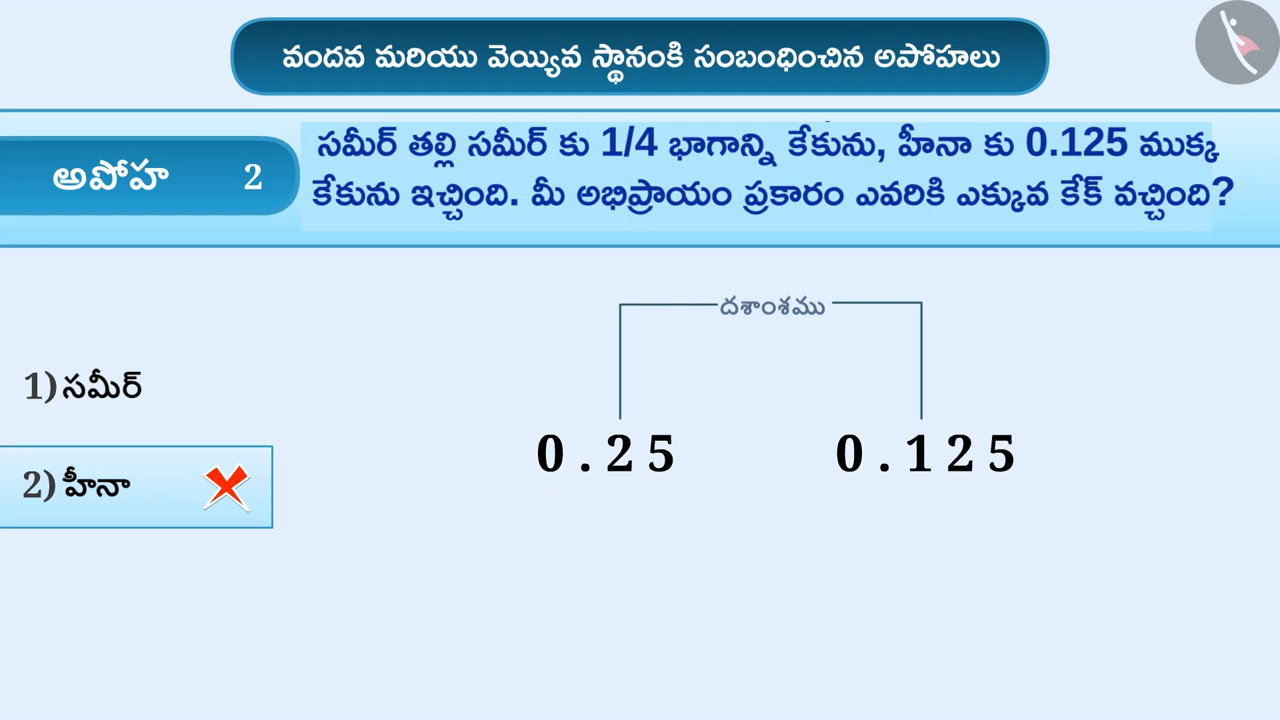 వందవ మరియు వెయ్యివ స్థానంకి సంబంధించిన అపోహలు
అపోహ 2
సమీర్ తల్లి సమీర్ కు 1/4 భాగాన్ని కేకును, హీనా కు 0.125 ముక్క
కేకును ఇచ్చింది. మీ అభిప్రాయం ప్రకారం ఎవరికి ఎక్కువ కేక్ వచ్చింది?
దశాంశము
1) సమీర్
0.25 0.125
2) హీనా